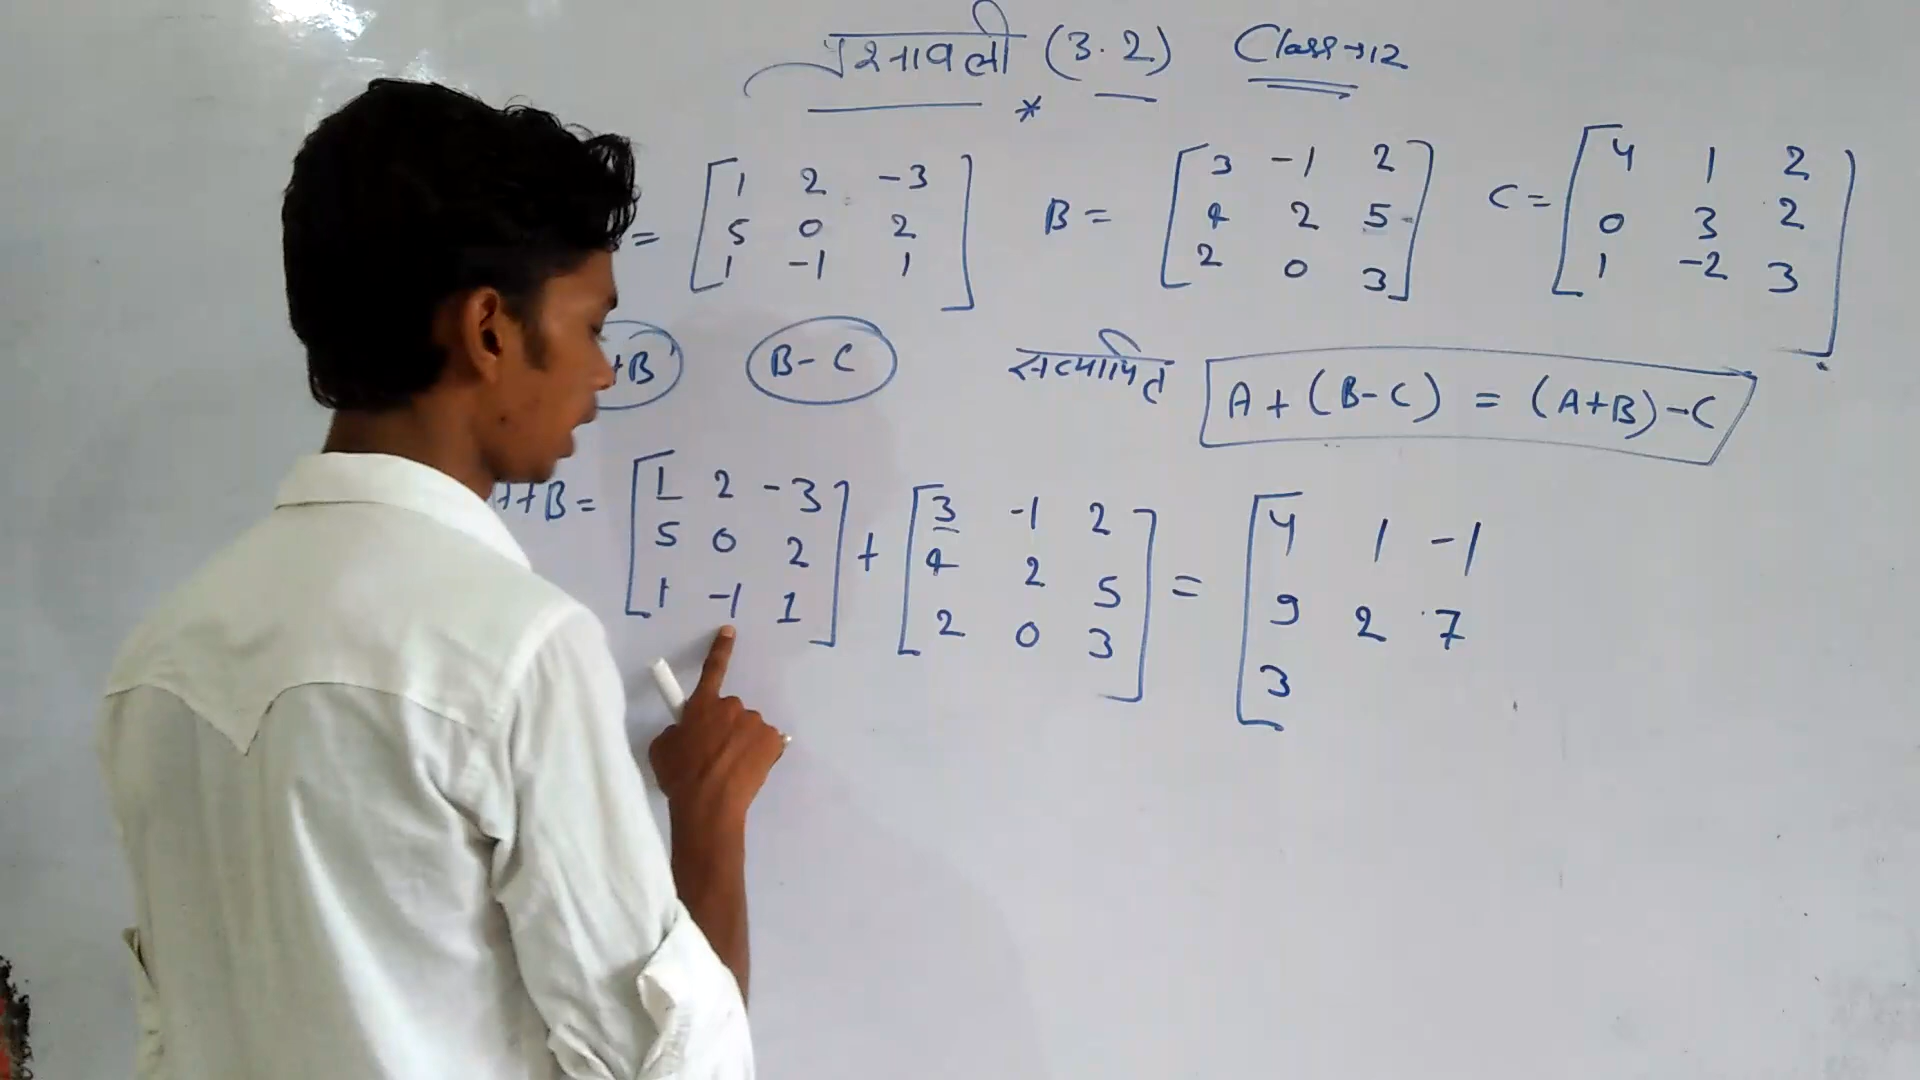 प्रश्नावली (3.2) Class→12
*
= [1 2 -3 B = [3 -1 2] C = [4 1 2
5 0 2 4 2 5 0 3 2
1 -1 1] 2 0 3] 1 -2 3]
+B B-C सत्यापित A+(B-C) = (A+B)-C
A+B = [1 2 -3 + [3 -1 2 = [4 1 -1
5 0 2 4 2 5 9 2 7
1 -1 1] 2 0 3] 3